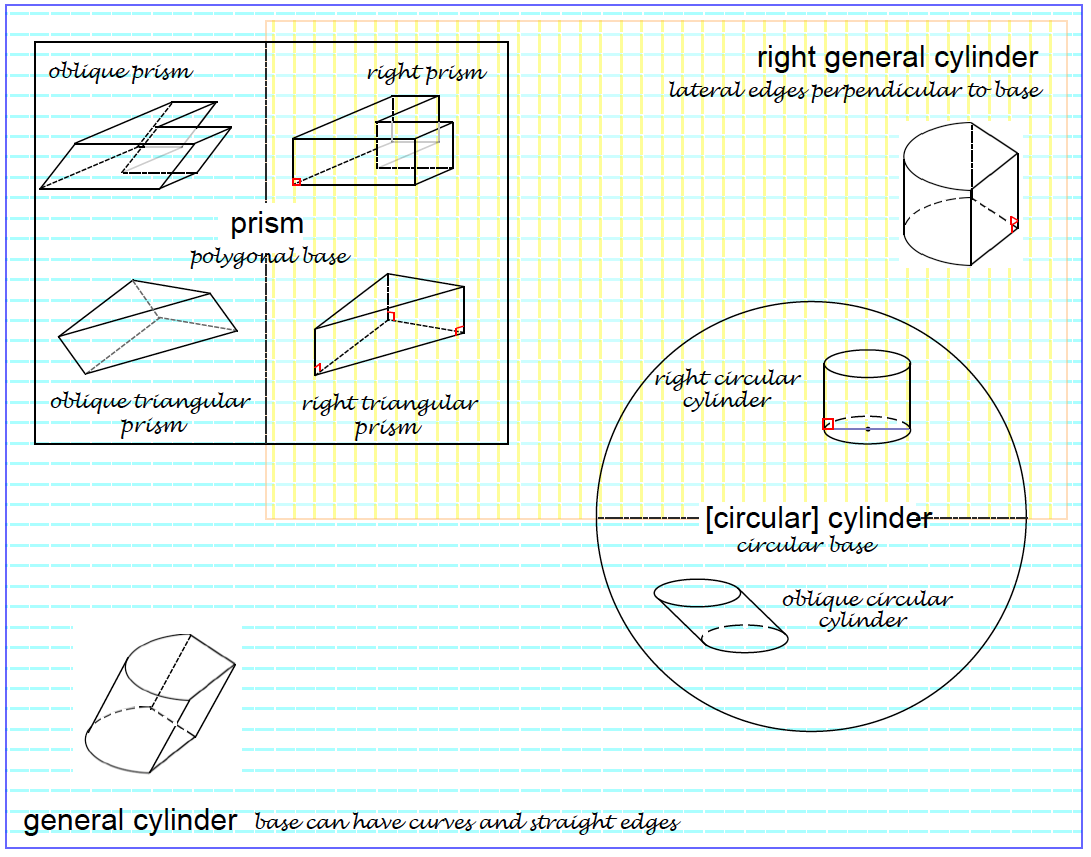 oblique prism
right prism
right general cylinder
lateral edges perpendicular to base
prism
polygonal base
oblique triangular
prism
right triangular
prism
right circular
cylinder
[circular] cylinder
circular base
oblique circular
cylinder
general cylinder base can have curves and straight edges